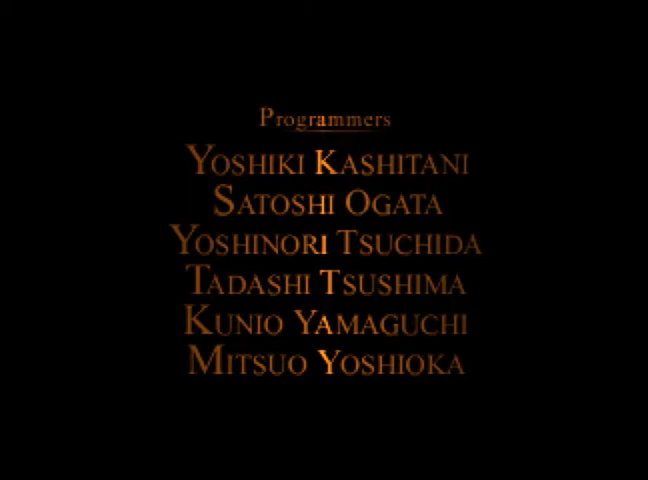 Programmers
YOSHIKI KASHITANI
SATOSHI OGATA
YOSHINORI TSUCHIDA
TADASHI TSUSHIMA
KUNIO YAMAGUCHI
MITSUO YOSHIOKA